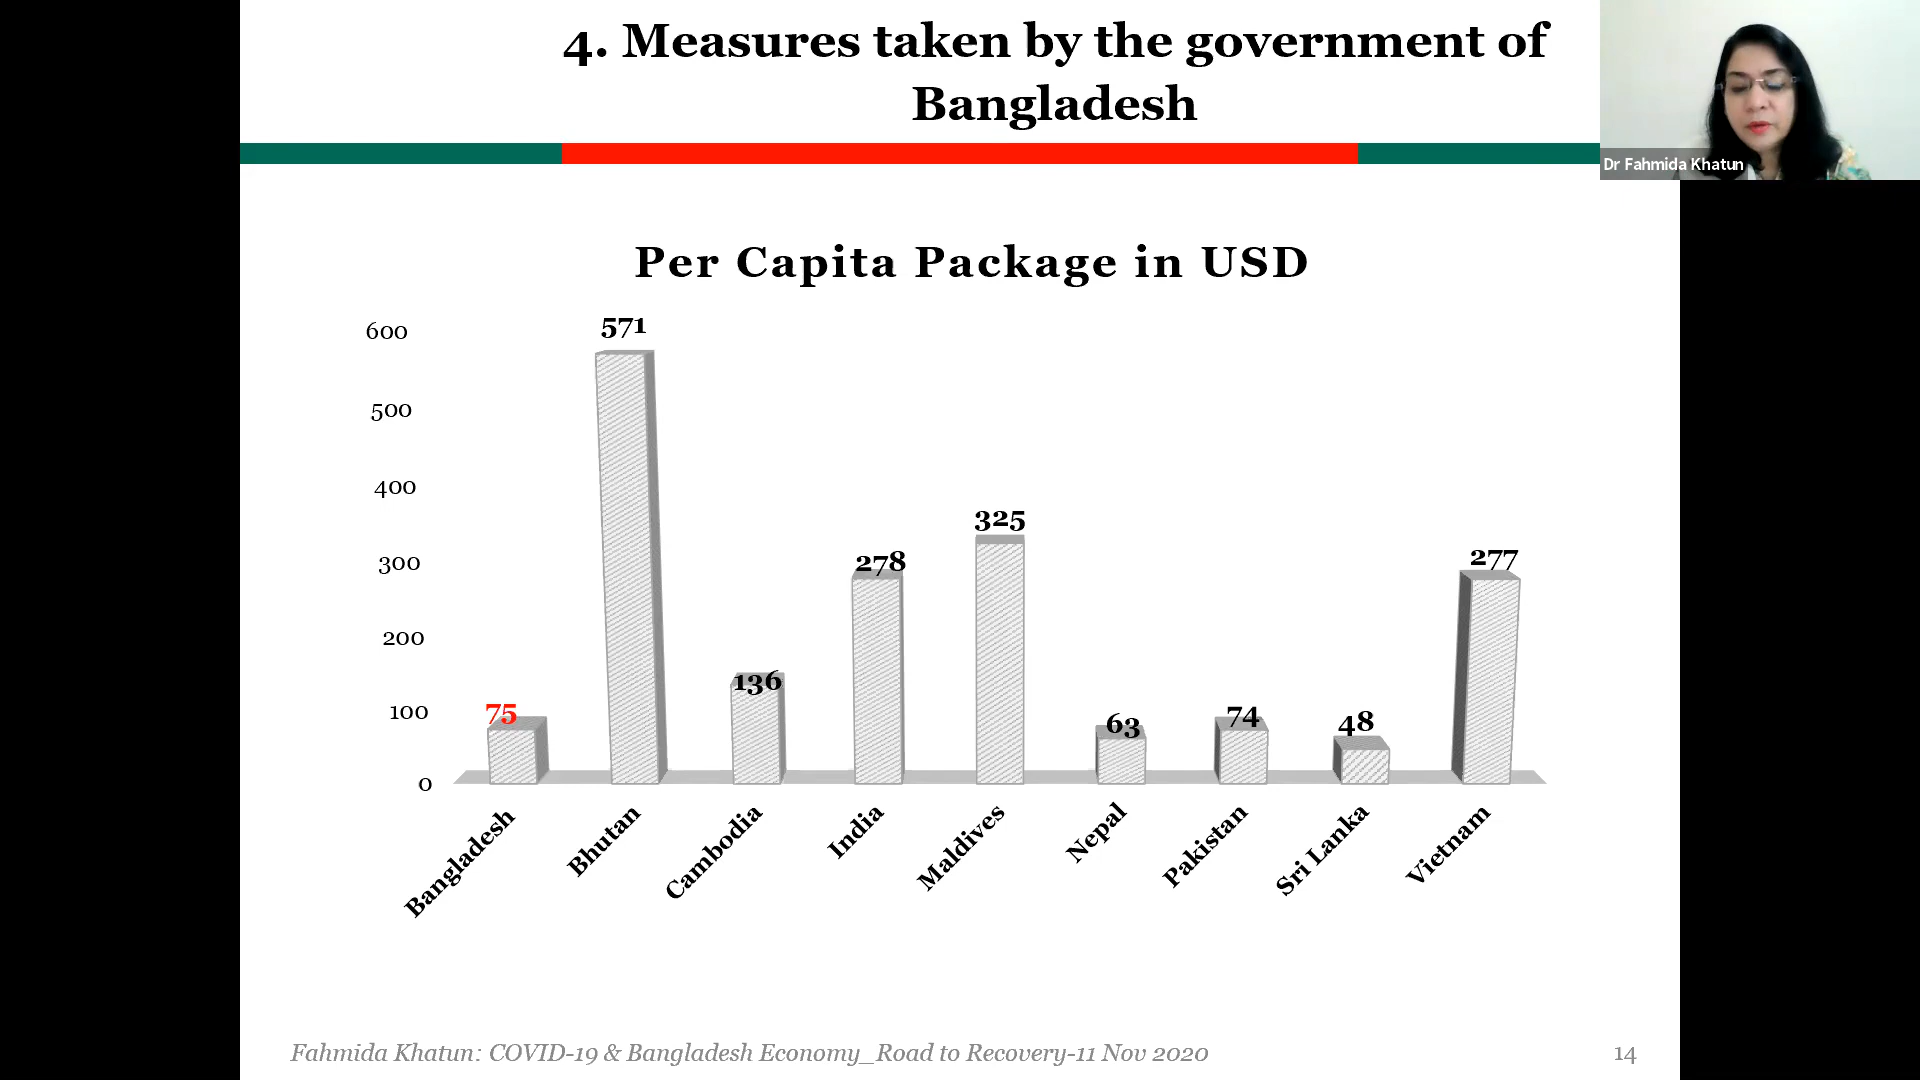 4. Measures taken by the government of
Bangladesh
Dr Fahmida Khatun
Per Capita Package in USD
600
500
400
300
200
100
0
75
571
136
278
325
63
74
48
277
Bangladesh
Bhutan
Cambodia
India
Maldives
Nepal
Pakistan
Sri Lanka
Vietnam
Fahmida Khatun: COVID-19 & Bangladesh Economy_Road to Recovery-11 Nov 2020
14